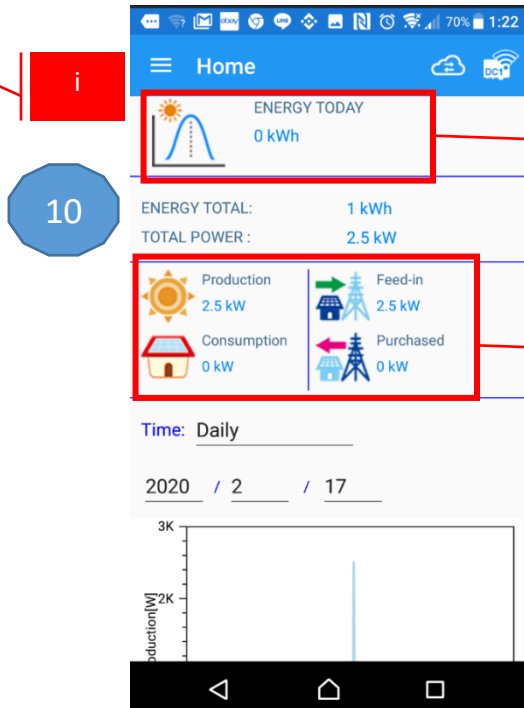 ebay
70%
1:22
i
Home
DC1
ENERGY TODAY
0 kWh
10
ENERGY TOTAL: 1 kWh
TOTAL POWER : 2.5 kW
Production
2.5 kW
Feed-in
2.5 kW
Consumption
0 kW
Purchased
0 kW
Time: Daily
2020 / 2 / 17
3K
2K
oduction[W]